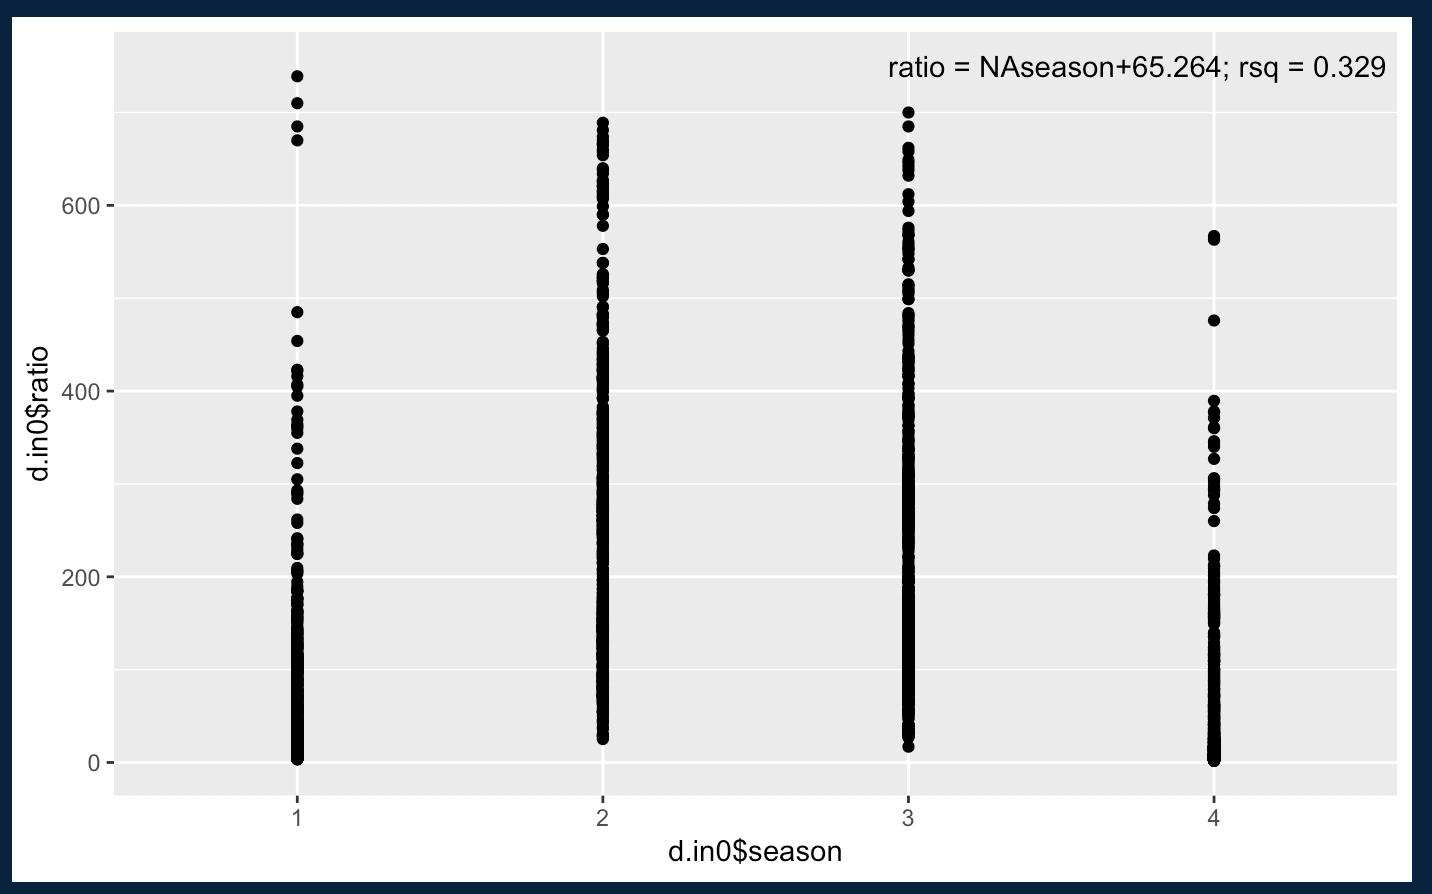 ratio = NAseason+65.264; rsq = 0.329
600
400
200
0
d.in0$ratio
1 2 3 4
d.in0$season